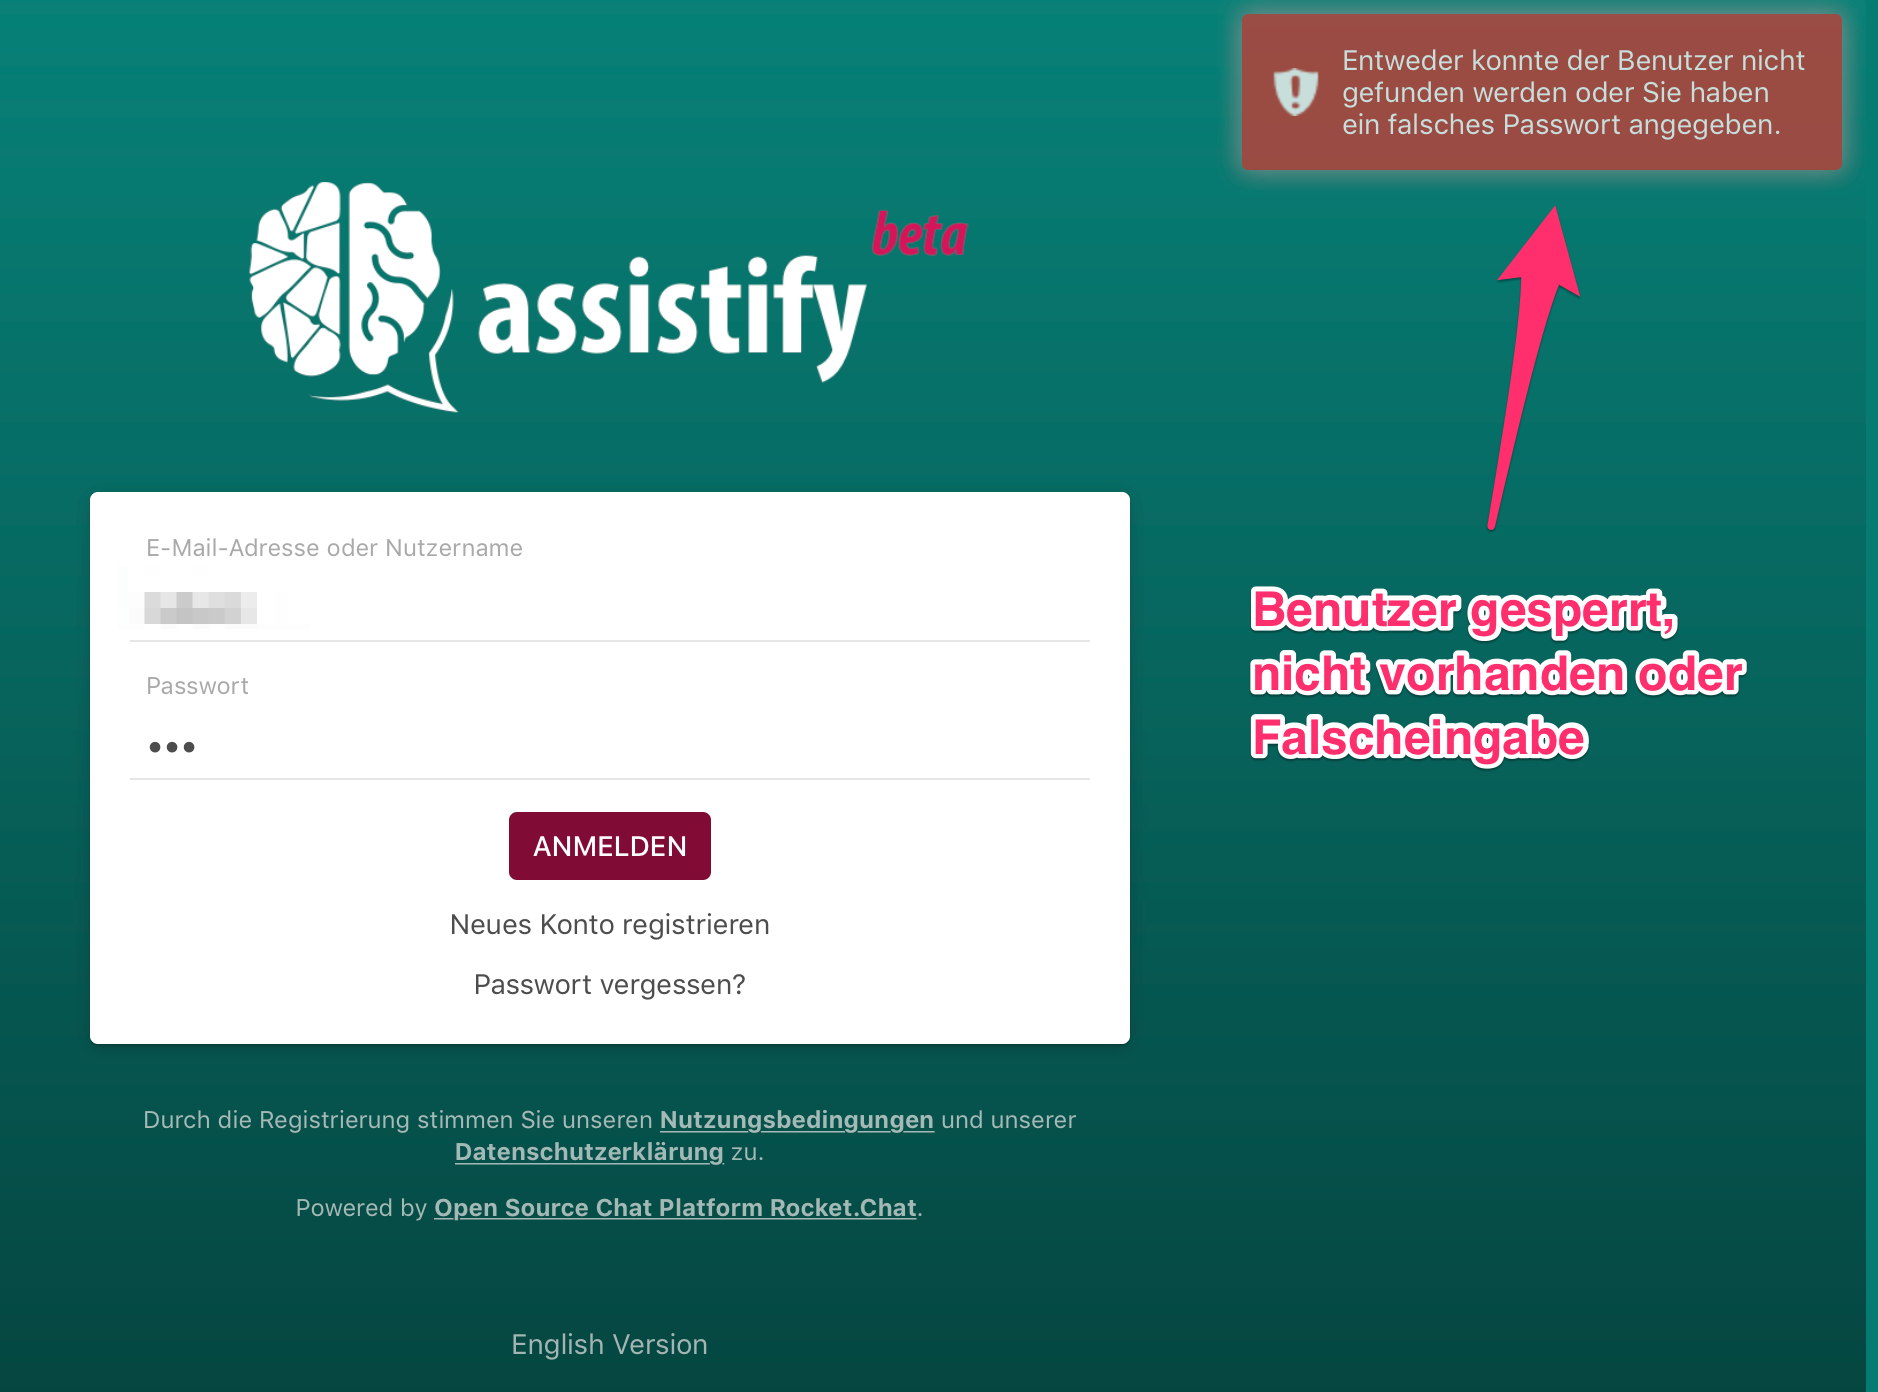 Entweder konnte der Benutzer nicht
gefunden werden oder Sie haben
ein falsches Passwort angegeben.
assistify
beta
E-Mail-Adresse oder Nutzername
Passwort
•••
ANMELDEN
Neues Konto registrieren
Passwort vergessen?
Benutzer gesperrt,
nicht vorhanden oder
Falscheingabe
Durch die Registrierung stimmen Sie unseren Nutzungsbedingungen und unserer
Datenschutzerklärung zu.
Powered by Open Source Chat Platform Rocket.Chat.
English Version